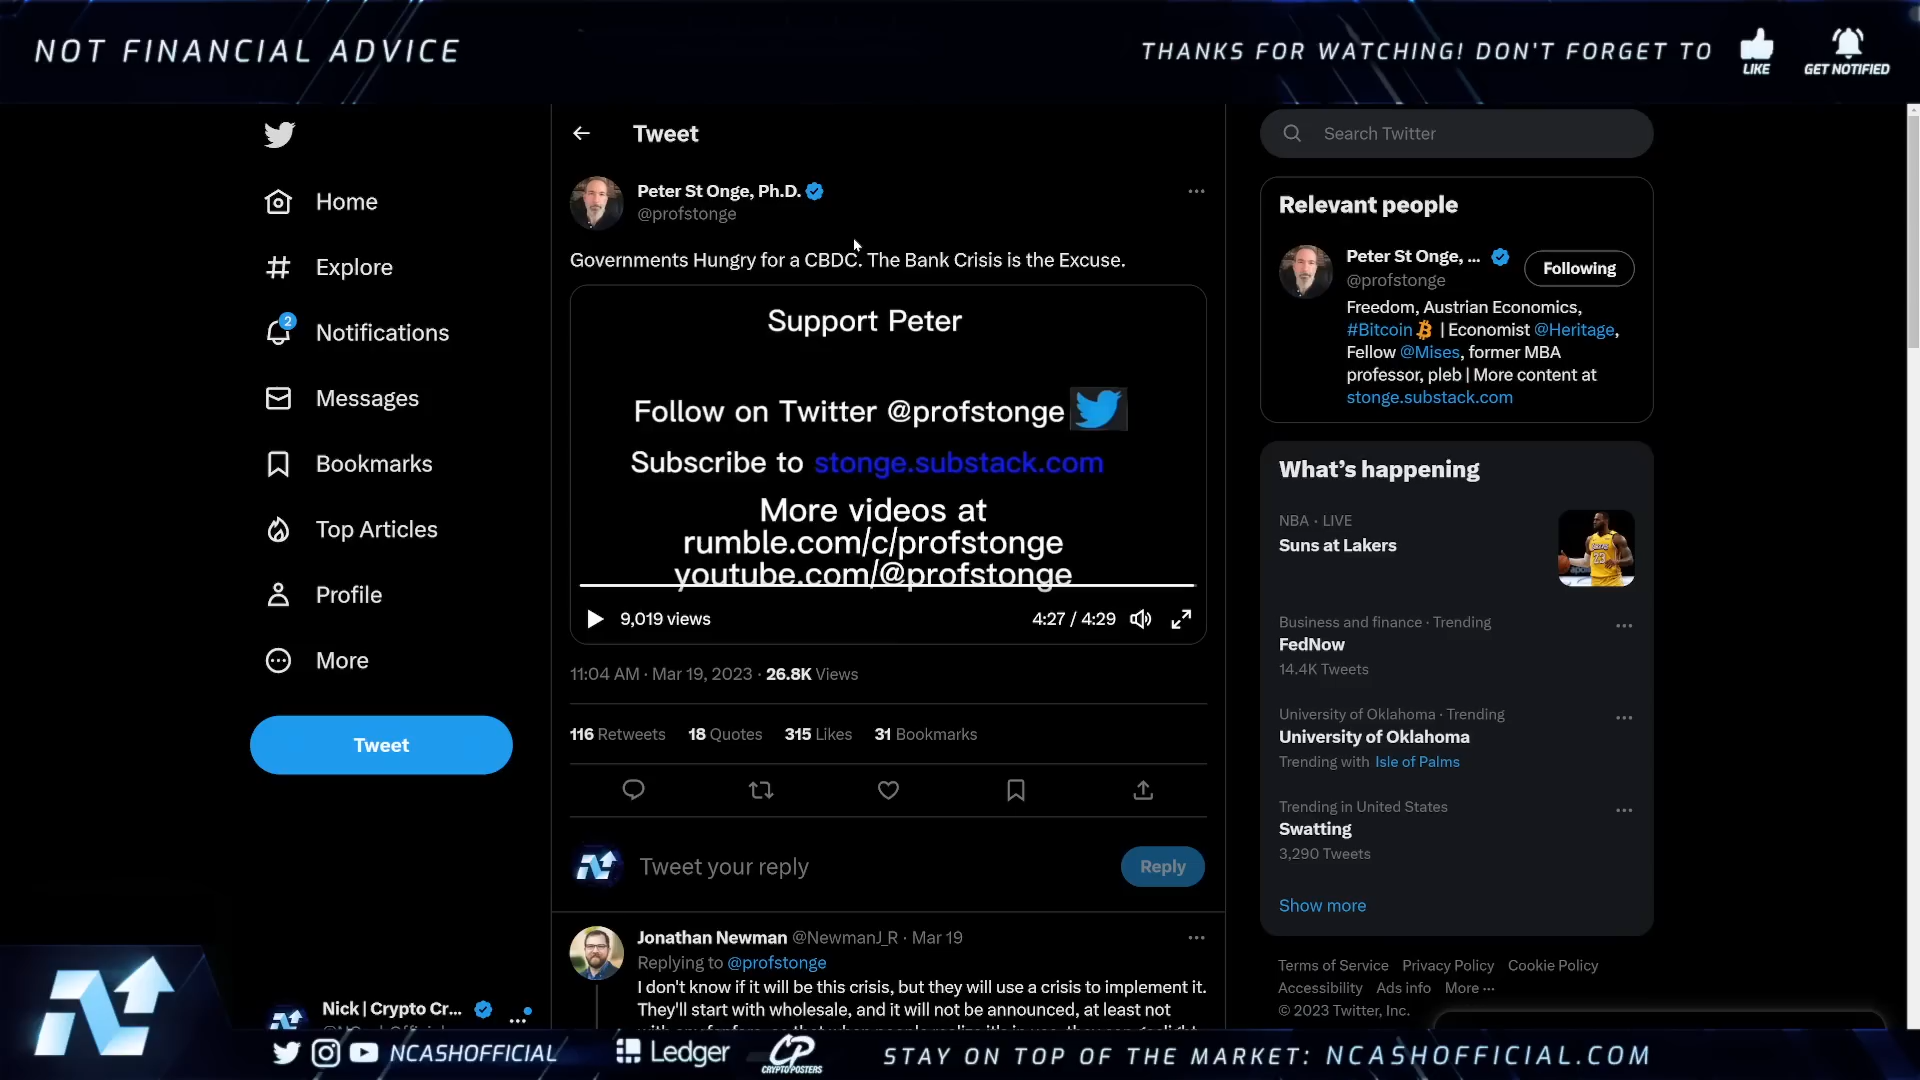 NOT FINANCIAL ADVICE
THANKS FOR WATCHING! DON'T FORGET TO
LIKE
GET NOTIFIED
Home
Explore
2
Notifications
Messages
Bookmarks
Top Articles
Profile
More
Tweet
Nick | Crypto Cr...
Tweet
Peter St Onge, Ph.D.
@profstonge
Governments Hungry for a CBDC. The Bank Crisis is the Excuse.
Support Peter
Follow on Twitter @profstonge
Subscribe to stonge.substack.com
More videos at
rumble.com/c/profstonge
youtube.com/@profstonge
9,019 views
4:27 / 4:29
11:04 AM · Mar 19, 2023 · 26.8K Views
116 Retweets 18 Quotes 315 Likes 31 Bookmarks
Tweet your reply
Reply
Jonathan Newman @NewmanJ_R · Mar 19
Replying to @profstonge
I don't know if it will be this crisis, but they will use a crisis to implement it.
They'll start with wholesale, and it will not be announced, at least not
Search Twitter
Relevant people
Peter St Onge, ...
@profstonge
Following
Freedom, Austrian Economics,
#Bitcoin | Economist @Heritage,
Fellow @Mises, former MBA
professor, pleb | More content at
stonge.substack.com
What's happening
NBA · LIVE
Suns at Lakers
Business and finance · Trending
FedNow
14.4K Tweets
University of Oklahoma · Trending
University of Oklahoma
Trending with Isle of Palms
Trending in United States
Swatting
3,290 Tweets
Show more
Terms of Service Privacy Policy Cookie Policy
Accessibility Ads info More ...
© 2023 Twitter, Inc.
NCASHOFFICIAL
Ledger
CP
CRYPTOPOSTERS
STAY ON TOP OF THE MARKET: NCASHOFFICIAL.COM